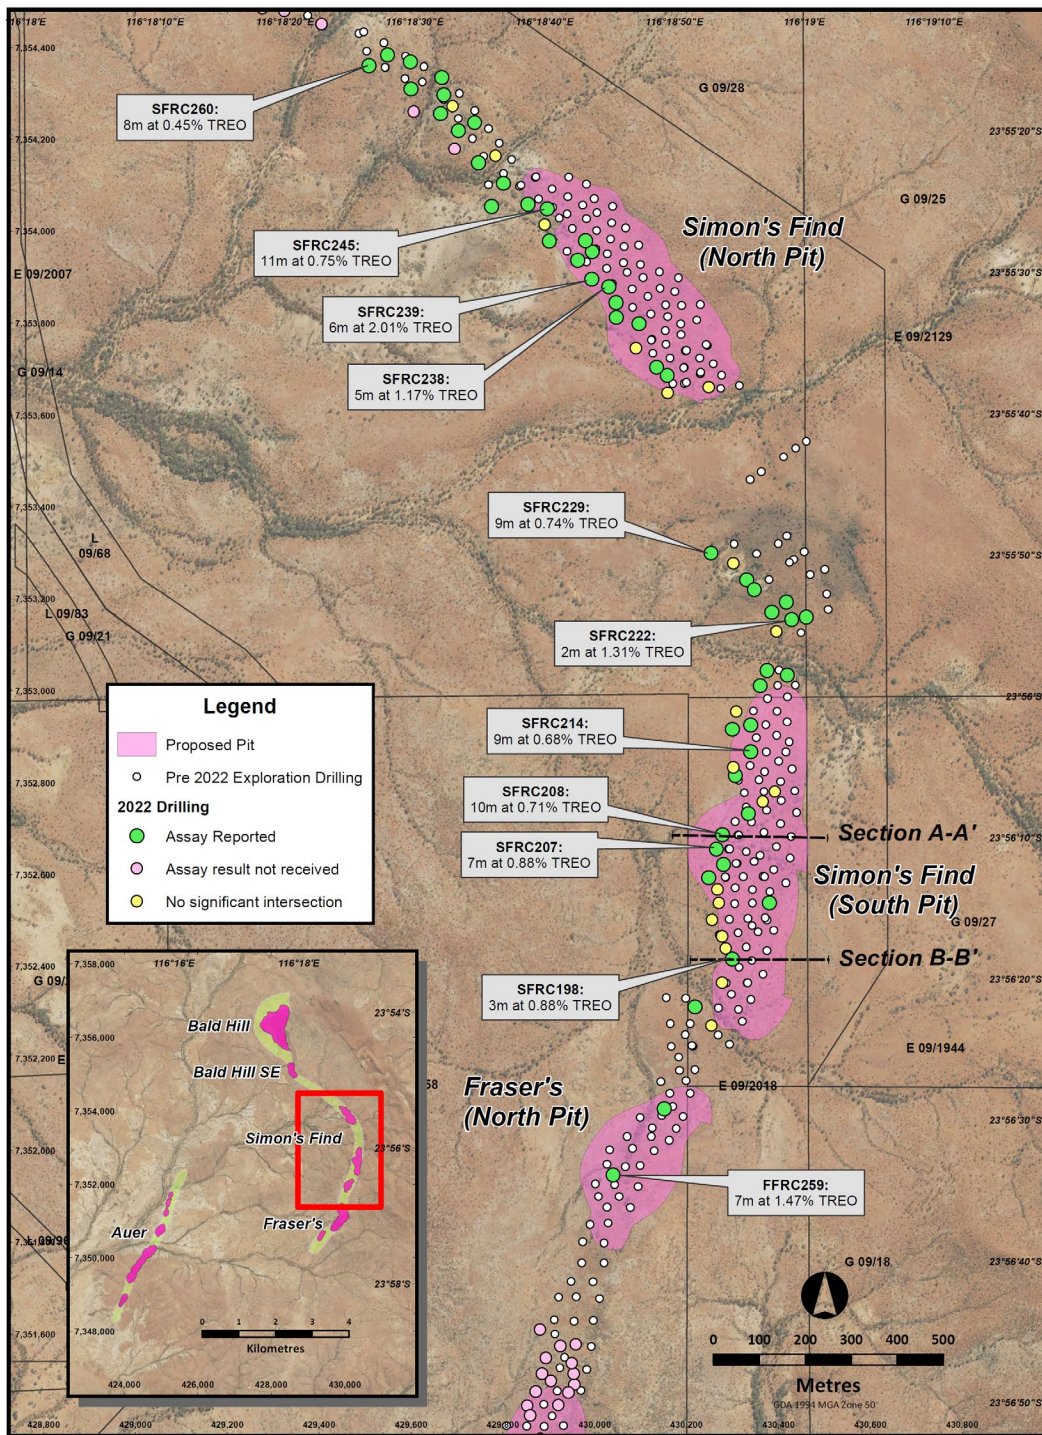 116°18'E
116°18'10"E
116°18'20"E
116°18'30"E
116°18'40"E
116°18'50"E
116°19'E
116°19'10"E
7,354,400
G 09/28
SFRC260:
8m at 0.45% TREO
7,354,200
23°55'20"S
G 09/25
Simon's Find
(North Pit)
7,354,000
SFRC245:
11m at 0.75% TREO
E 09/2007
23°55'30"S
SFRC239:
6m at 2.01% TREO
7,353,800
E 09/2129
G 09/14
SFRC238:
5m at 1.17% TREO
7,353,600
23°55'40"S
SFRC229:
9m at 0.74% TREO
7,353,400
L
09/68
23°55'50"S
7,353,200
L 09/83
G 09/21
SFRC222:
2m at 1.31% TREO
7,353,000
23°56'S
Legend
Proposed Pit
Pre 2022 Exploration Drilling
2022 Drilling
Assay Reported
Assay result not received
No significant intersection
SFRC214:
9m at 0.68% TREO
7,352,800
SFRC208:
10m at 0.71% TREO
Section A-A'
23°56'10"S
SFRC207:
7m at 0.88% TREO
7,352,600
Simon's Find
(South Pit)
G 09/27
7,352,400
Section B-B'
23°56'20"S
SFRC198:
3m at 0.88% TREO
7,352,200
E 09/1944
E 09/2018
Fraser's
(North Pit)
58
23°56'30"S
7,352,000
FFRC259:
7m at 1.47% TREO
L 09/96
23°56'40"S
G 09/18
7,351,600
0 100 200 300 400 500
Metres
GDA 1994 MGA Zone 50
23°56'50"S
116°16'E
116°18'E
7,358,000
23°54'S
Bald Hill
7,356,000
Bald Hill SE
7,354,000
Simon's Find
23°56'S
7,352,000
Fraser's
Auer
7,350,000
23°58'S
0 1 2 3 4
Kilometres
7,348,000
424,000
426,000
428,000
430,000
428,800
429,000
429,200
429,400
429,600
430,000
430,200
430,400
430,600
430,800